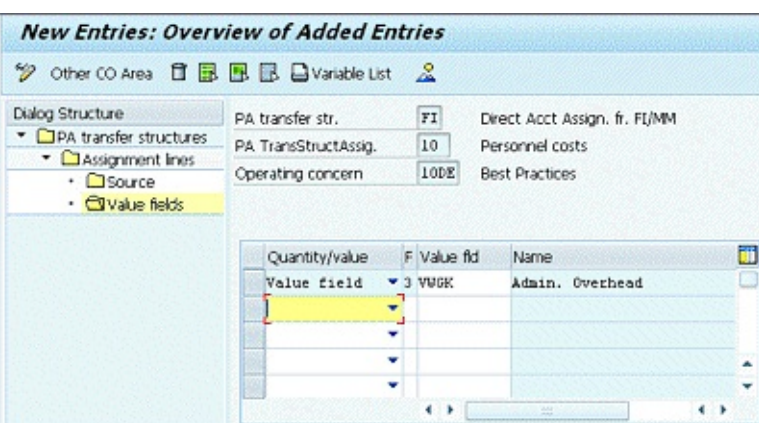 New Entries: Overview of Added Entries
Other CO Area Variable List
Dialog Structure
PA transfer structures
Assignment lines
Source
Value fields
PA transfer str. FI Direct Acct Assign. fr. FI/MM
PA TransStructAssig. 10 Personnel costs
Operating concern 10DE Best Practices
Quantity/value F Value fld Name
Value field 3 VWGK Admin. Overhead